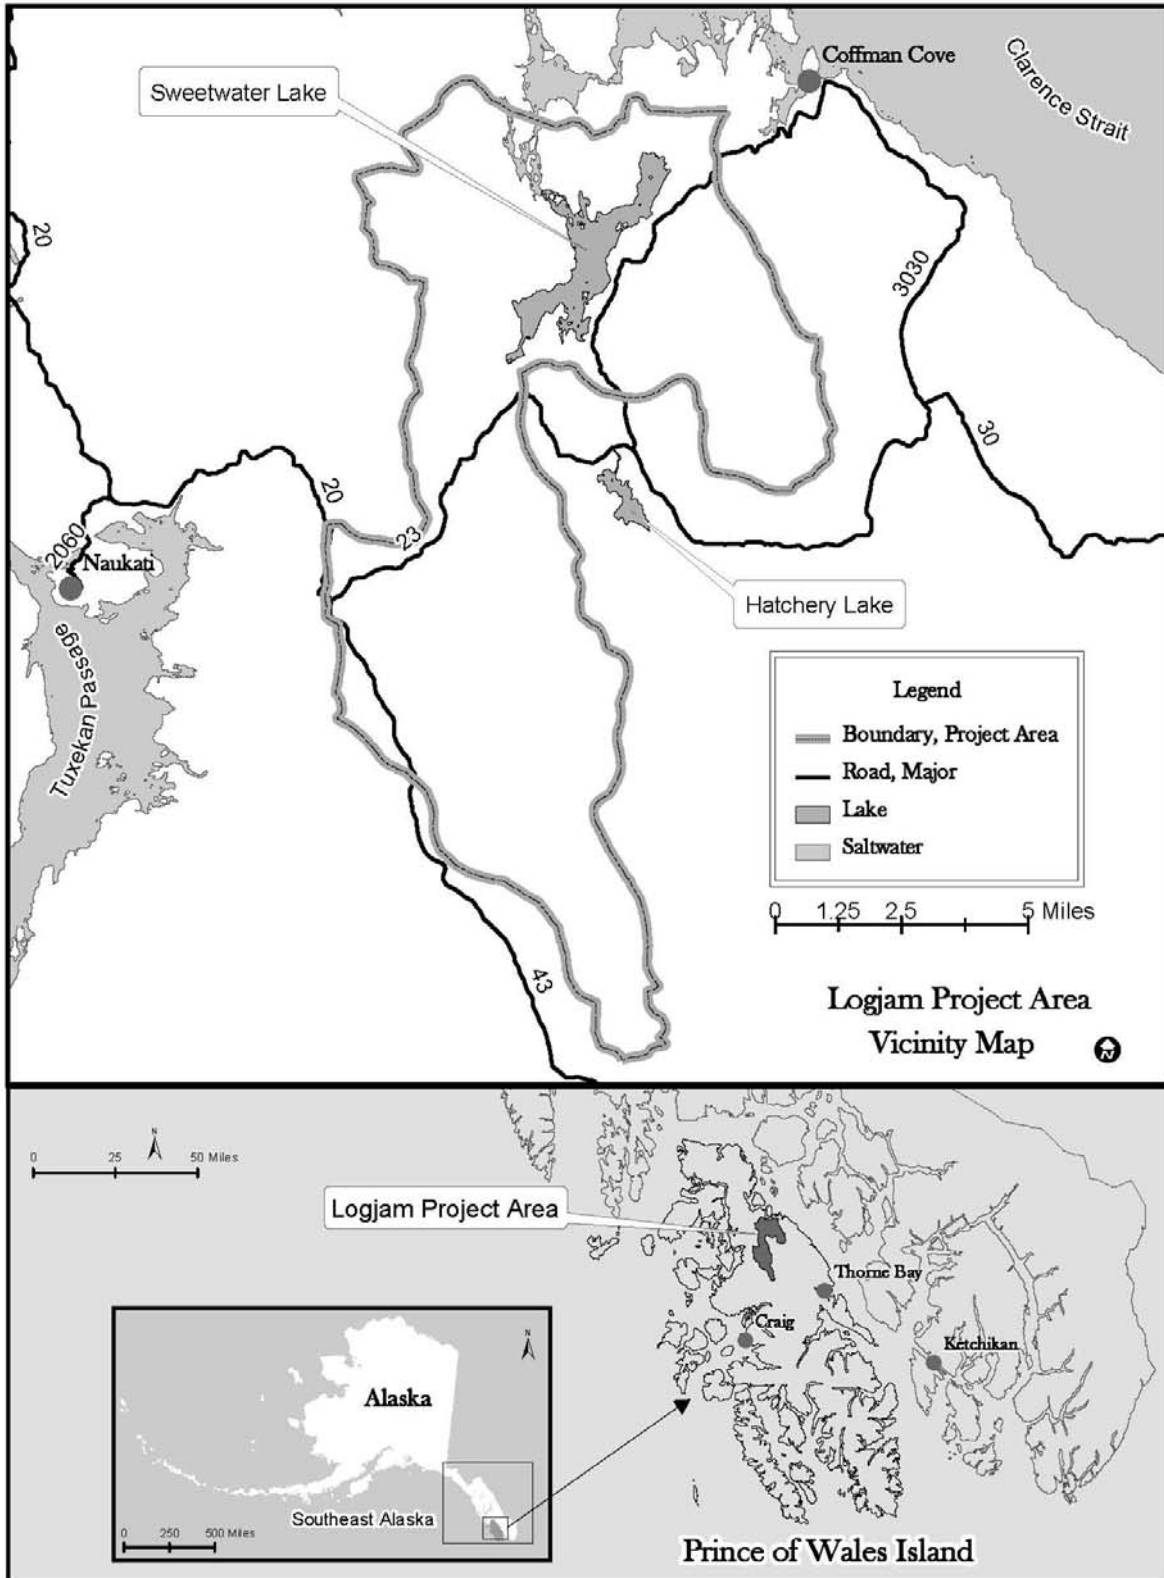 Coffman Cove
Clarence Strait
Sweetwater Lake
20
3030
30
20
23
2060
Naukati
Hatchery Lake
Tuxekan Passage
Legend
Boundary, Project Area
Road, Major
Lake
Saltwater
0 1.25 2.5 5 Miles
43
Logjam Project Area
Vicinity Map
N
N
0 25 50 Miles
Logjam Project Area
Thorne Bay
Craig
Ketchikan
N
Alaska
Southeast Alaska
0 250 500 Miles
Prince of Wales Island